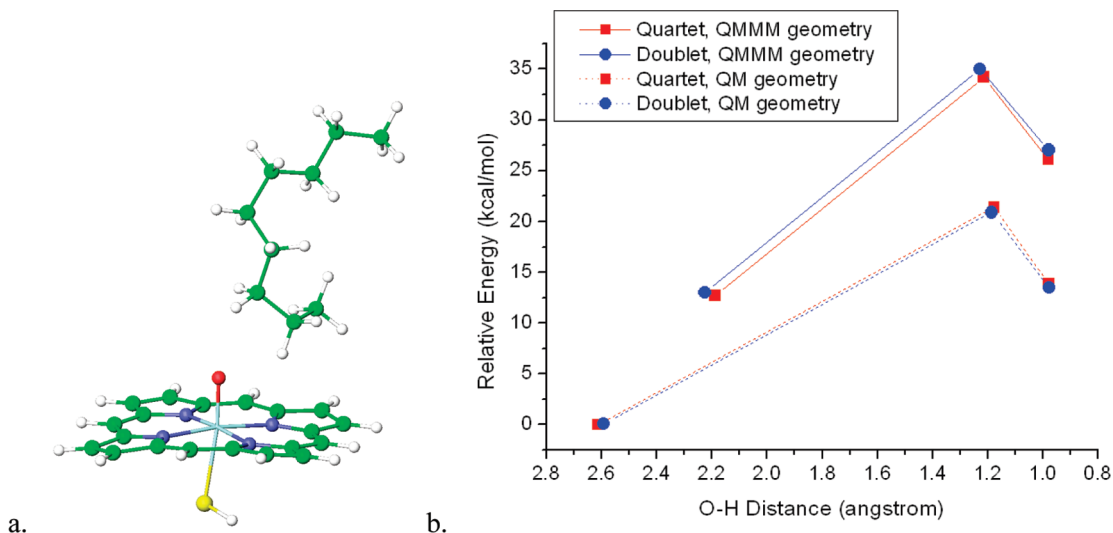 a.
b.
Quartet, QMMM geometry
Doublet, QMMM geometry
Quartet, QM geometry
Doublet, QM geometry
Relative Energy (kcal/mol)
35
30
25
20
15
10
5
0
2.8 2.6 2.4 2.2 2.0 1.8 1.6 1.4 1.2 1.0 0.8
O-H Distance (angstrom)